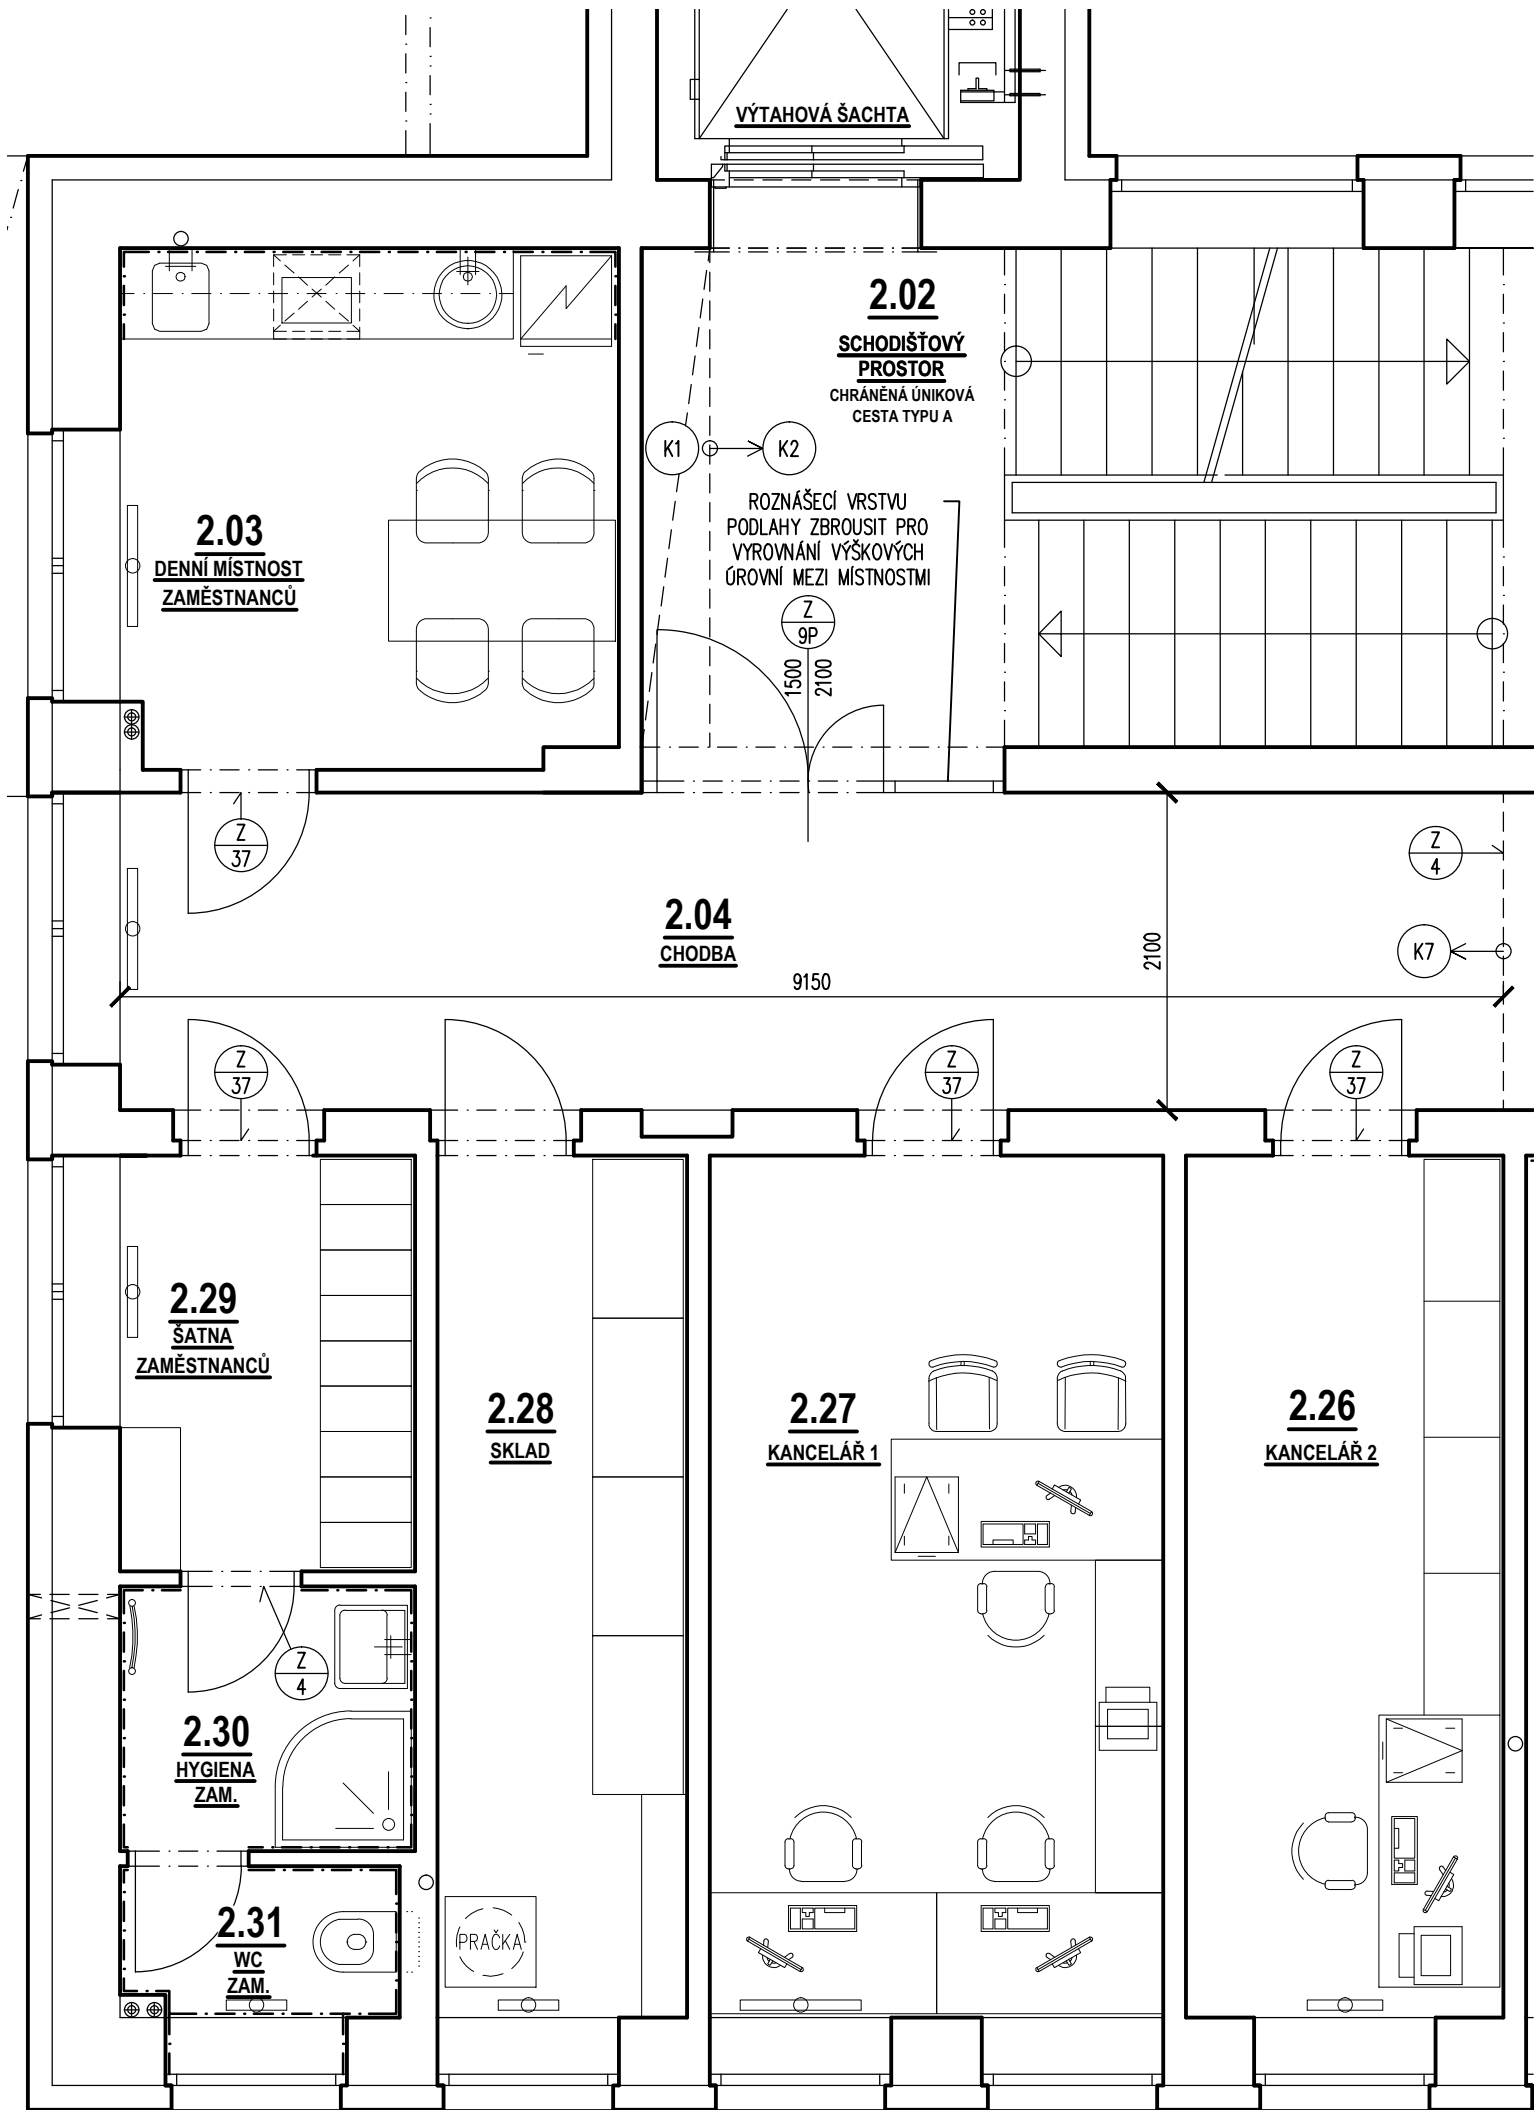 VÝTAHOVÁ ŠACHTA
2.02
SCHODIŠŤOVÝ
PROSTOR
CHRÁNĚNÁ ÚNIKOVÁ
CESTA TYPU A
K1
K2
ROZNÁŠECÍ VRSTVU
PODLAHY ZBROUSIT PRO
VYROVNÁNÍ VÝŠKOVÝCH
ÚROVNÍ MEZI MÍSTNOSTMI
2.03
DENNÍ MÍSTNOST
ZAMĚSTNANCŮ
Z
9P
1500
2100
Z
37
Z
4
2.04
CHODBA
2100
K7
9150
Z
37
Z
37
Z
37
2.29
ŠATNA
ZAMĚSTNANCŮ
2.28
SKLAD
2.27
KANCELÁŘ 1
2.26
KANCELÁŘ 2
Z
4
2.30
HYGIENA
ZAM.
2.31
WC
ZAM.
PRAČKA